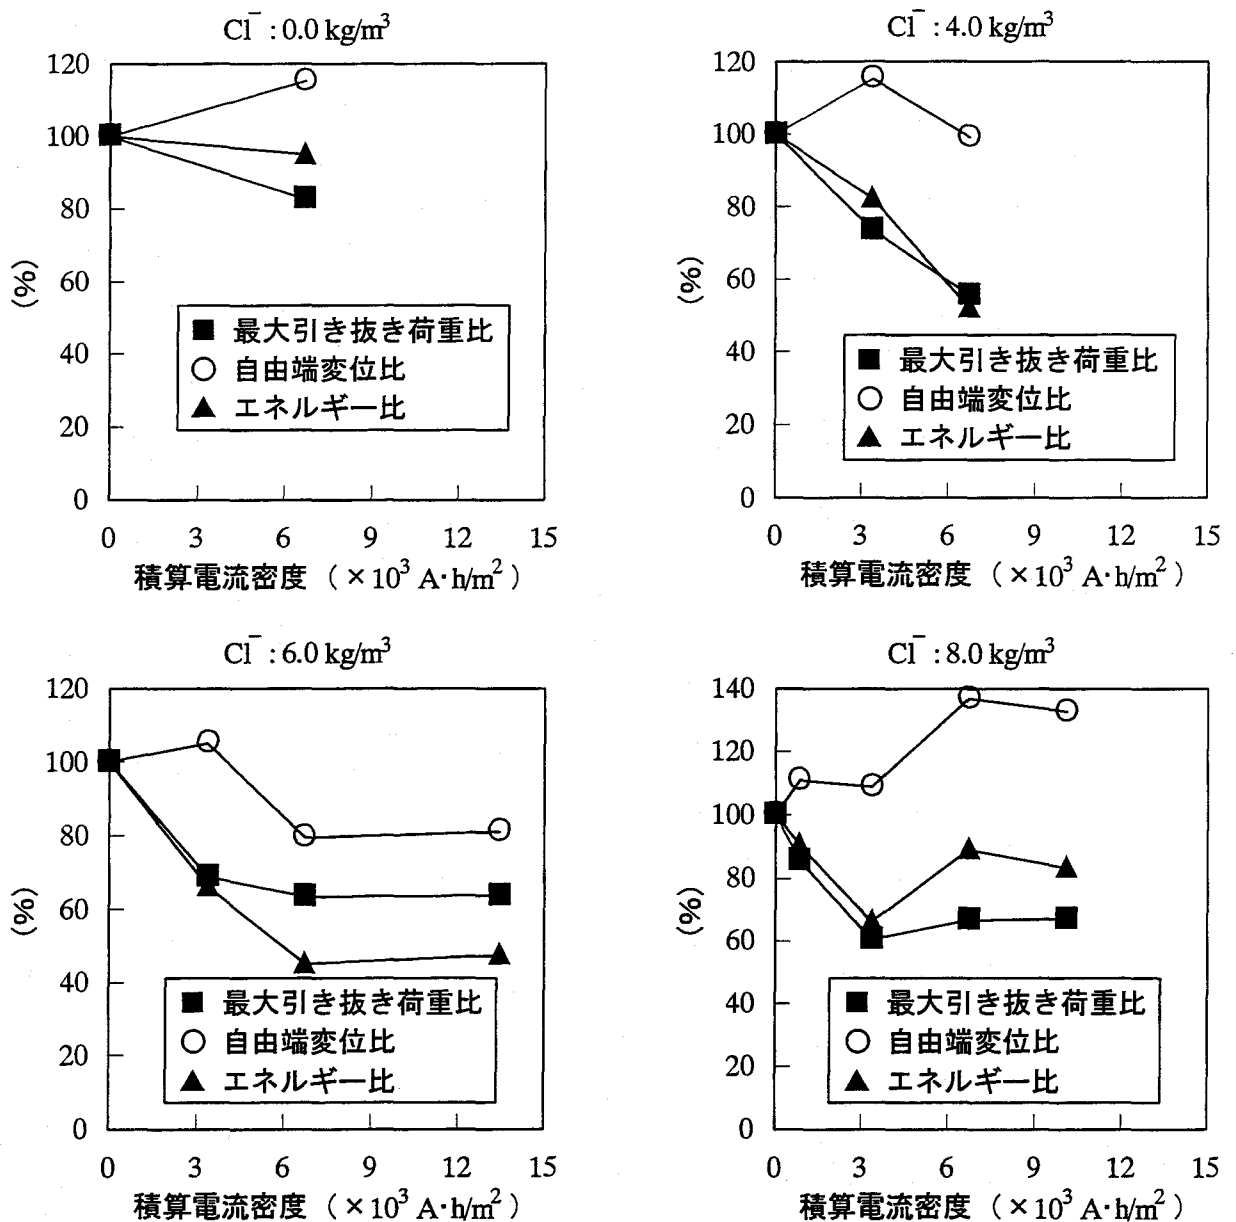 Cl⁻ : 0.0 kg/m³
120
100
80
60
40
20
0
(%)
■ 最大引き抜き荷重比
○ 自由端変位比
▲ エネルギー比
0 3 6 9 12 15
積算電流密度 (×10³ A·h/m²)
Cl⁻ : 4.0 kg/m³
120
100
80
60
40
20
0
(%)
■ 最大引き抜き荷重比
○ 自由端変位比
▲ エネルギー比
0 3 6 9 12 15
積算電流密度 (×10³ A·h/m²)
Cl⁻ : 6.0 kg/m³
120
100
80
60
40
20
0
(%)
■ 最大引き抜き荷重比
○ 自由端変位比
▲ エネルギー比
0 3 6 9 12 15
積算電流密度 (×10³ A·h/m²)
Cl⁻ : 8.0 kg/m³
140
120
100
80
60
40
20
0
(%)
■ 最大引き抜き荷重比
○ 自由端変位比
▲ エネルギー比
0 3 6 9 12 15
積算電流密度 (×10³ A·h/m²)